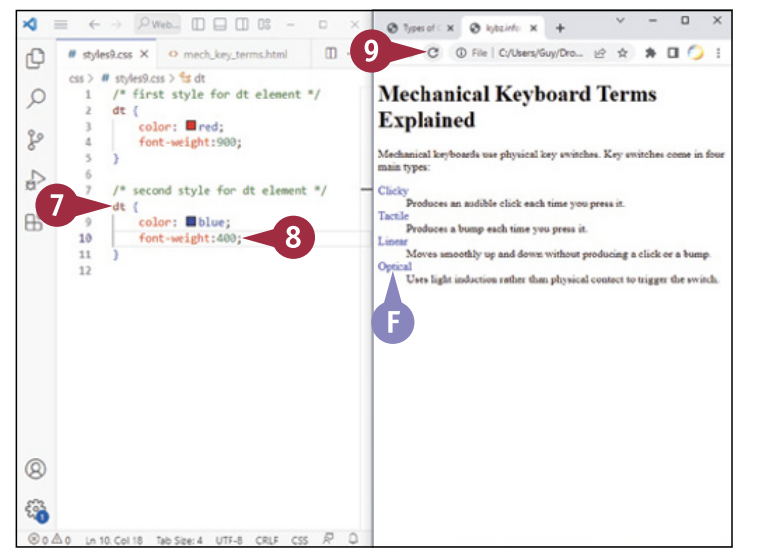 Web...
# styles9.css ×
<> mech_key_terms.html
css > # styles9.css > dt
1 /* first style for dt element */
2 dt {
3 color: red;
4 font-weight:900;
5 }
6
7 /* second style for dt element */
dt {
9 color: blue;
10 font-weight:400;
11 }
12
7
8
Ln 10, Col 18 Tab Size: 4 UTF-8 CRLF CSS
Types of
kybz.info
9
File | C:/Users/Guy/Dro...
Mechanical Keyboard Terms
Explained
Mechanical keyboards use physical key switches. Key switches come in four
main types:
Clicky
Produces an audible click each time you press it.
Tactile
Produces a bump each time you press it.
Linear
Moves smoothly up and down without producing a click or a bump.
Optical
Uses light induction rather than physical contact to trigger the switch.
F